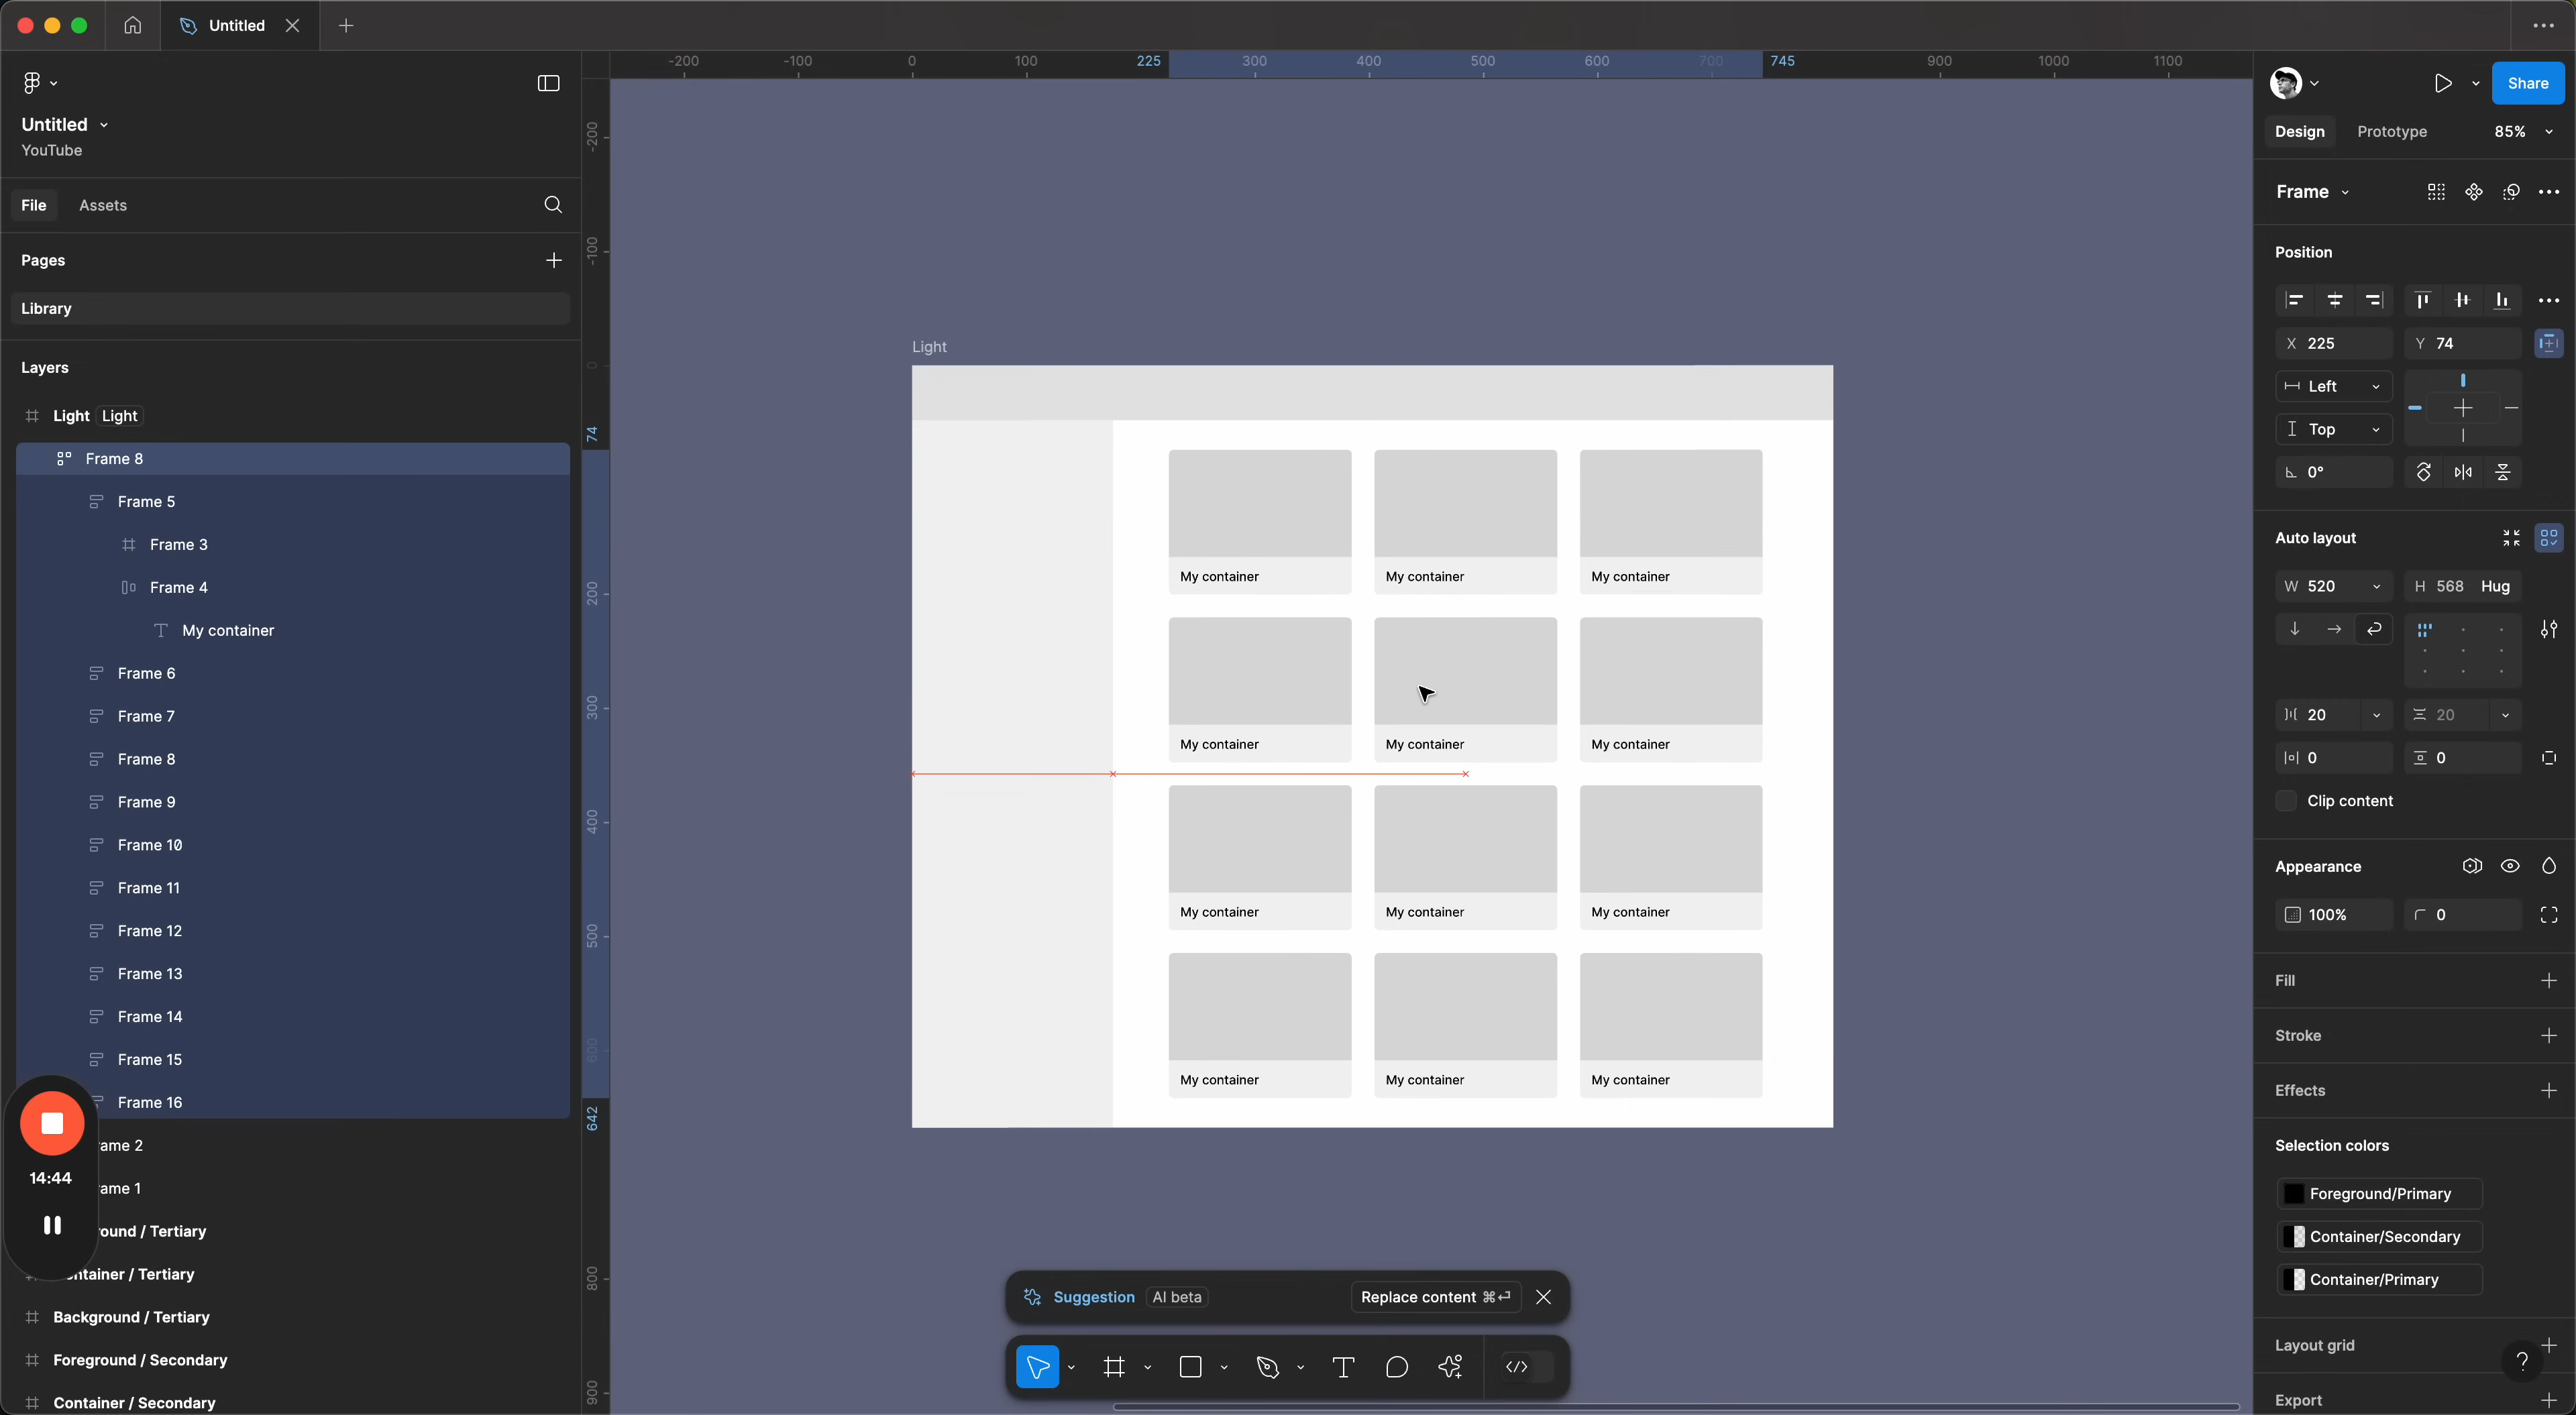 Untitled
Untitled
YouTube
File Assets
Pages
Library
Layers
Light Light
Frame 8
Frame 5
Frame 3
Frame 4
My container
Frame 6
Frame 7
Frame 8
Frame 9
Frame 10
Frame 11
Frame 12
Frame 13
Frame 14
Frame 15
Frame 16
ame 2
14:44
ame 1
ound / Tertiary
ntainer / Tertiary
Background / Tertiary
Foreground / Secondary
Container / Secondary
-200 -100 0 100 225 300 400 500 600 700 745 900 1000 1100
-200
-100
0
74
200
300
400
500
600
642
800
900
Light
My container My container My container
My container My container My container
My container My container My container
My container My container My container
Suggestion AI beta Replace content ⌘↵
Share
Design Prototype 85%
Frame
Position
X 225 Y 74
Left
Top
0°
Auto layout
W 520 H 568 Hug
20 20
0 0
Clip content
Appearance
100% 0
Fill
Stroke
Effects
Selection colors
Foreground/Primary
Container/Secondary
Container/Primary
Layout grid
?
Export